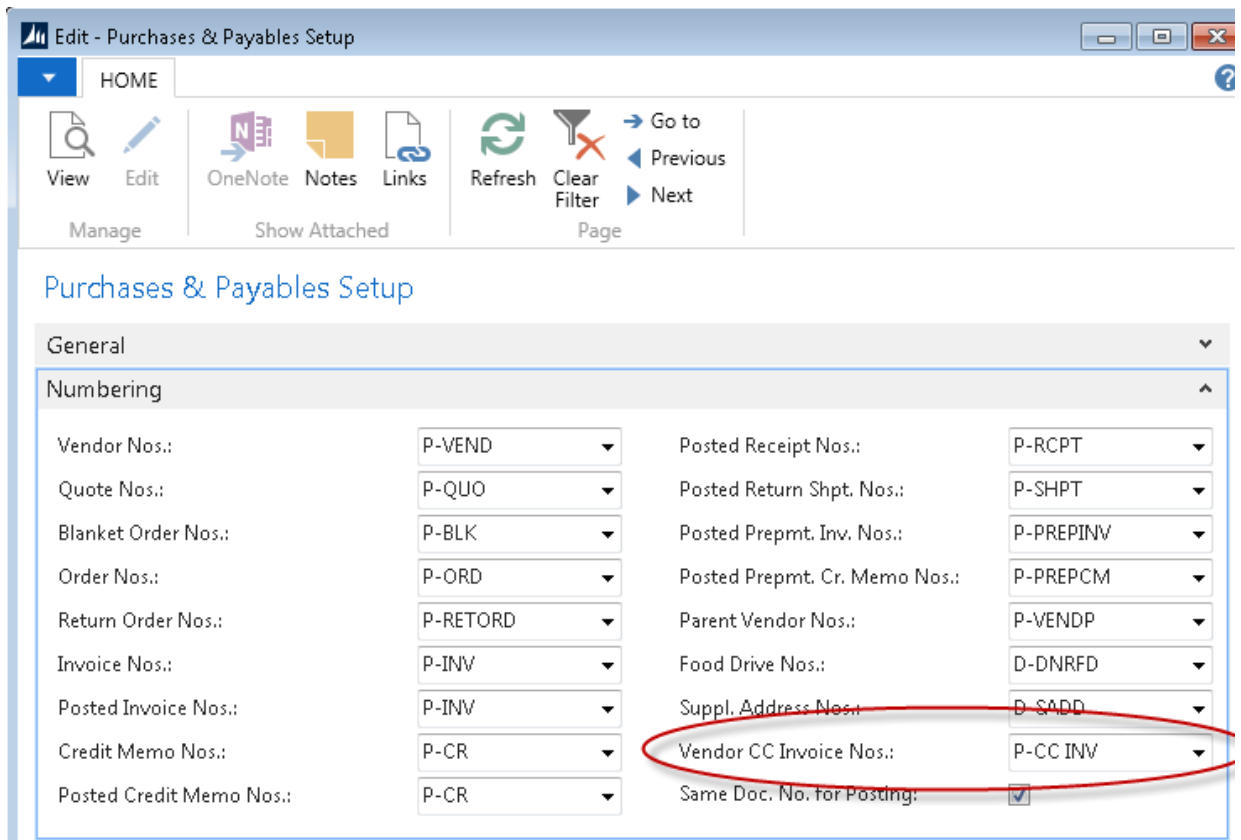 Edit - Purchases & Payables Setup
HOME
View
Edit
OneNote
Notes
Links
Refresh
Clear
Filter
Go to
Previous
Next
Manage
Show Attached
Page
Purchases & Payables Setup
General
Numbering
Vendor Nos.: P-VEND
Quote Nos.: P-QUO
Blanket Order Nos.: P-BLK
Order Nos.: P-ORD
Return Order Nos.: P-RETORD
Invoice Nos.: P-INV
Posted Invoice Nos.: P-INV
Credit Memo Nos.: P-CR
Posted Credit Memo Nos.: P-CR
Posted Receipt Nos.: P-RCPT
Posted Return Shpt. Nos.: P-SHPT
Posted Prepmt. Inv. Nos.: P-PREPINV
Posted Prepmt. Cr. Memo Nos.: P-PREPCM
Parent Vendor Nos.: P-VENDP
Food Drive Nos.: D-DNRFD
Suppl. Address Nos.: D-SADD
Vendor CC Invoice Nos.: P-CC INV
Same Doc. No. for Posting: